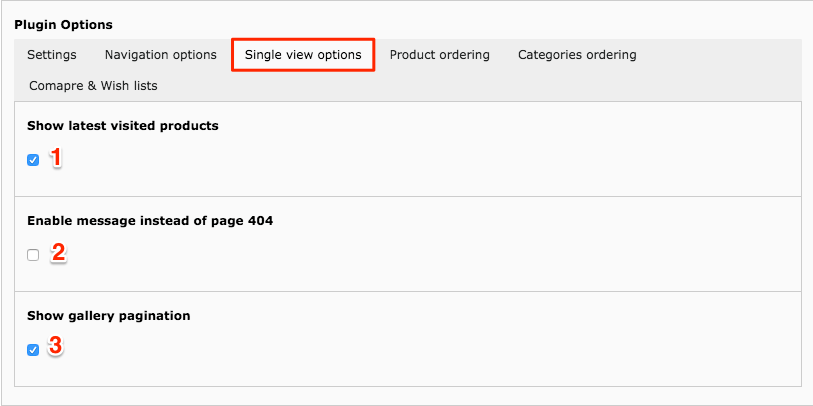 Plugin Options
Settings Navigation options Single view options Product ordering Categories ordering
Comapre & Wish lists
Show latest visited products
1
Enable message instead of page 404
2
Show gallery pagination
3